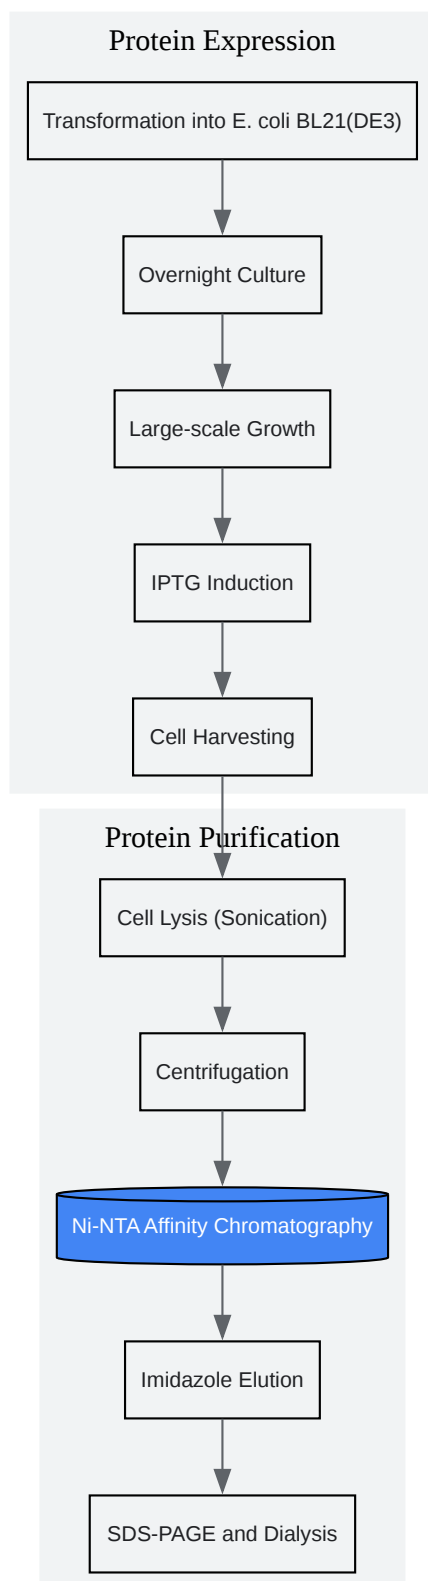 Protein Expression
Transformation into E. coli BL21(DE3)
Overnight Culture
Large-scale Growth
IPTG Induction
Cell Harvesting
Protein Purification
Cell Lysis (Sonication)
Centrifugation
Ni-NTA Affinity Chromatography
Imidazole Elution
SDS-PAGE and Dialysis